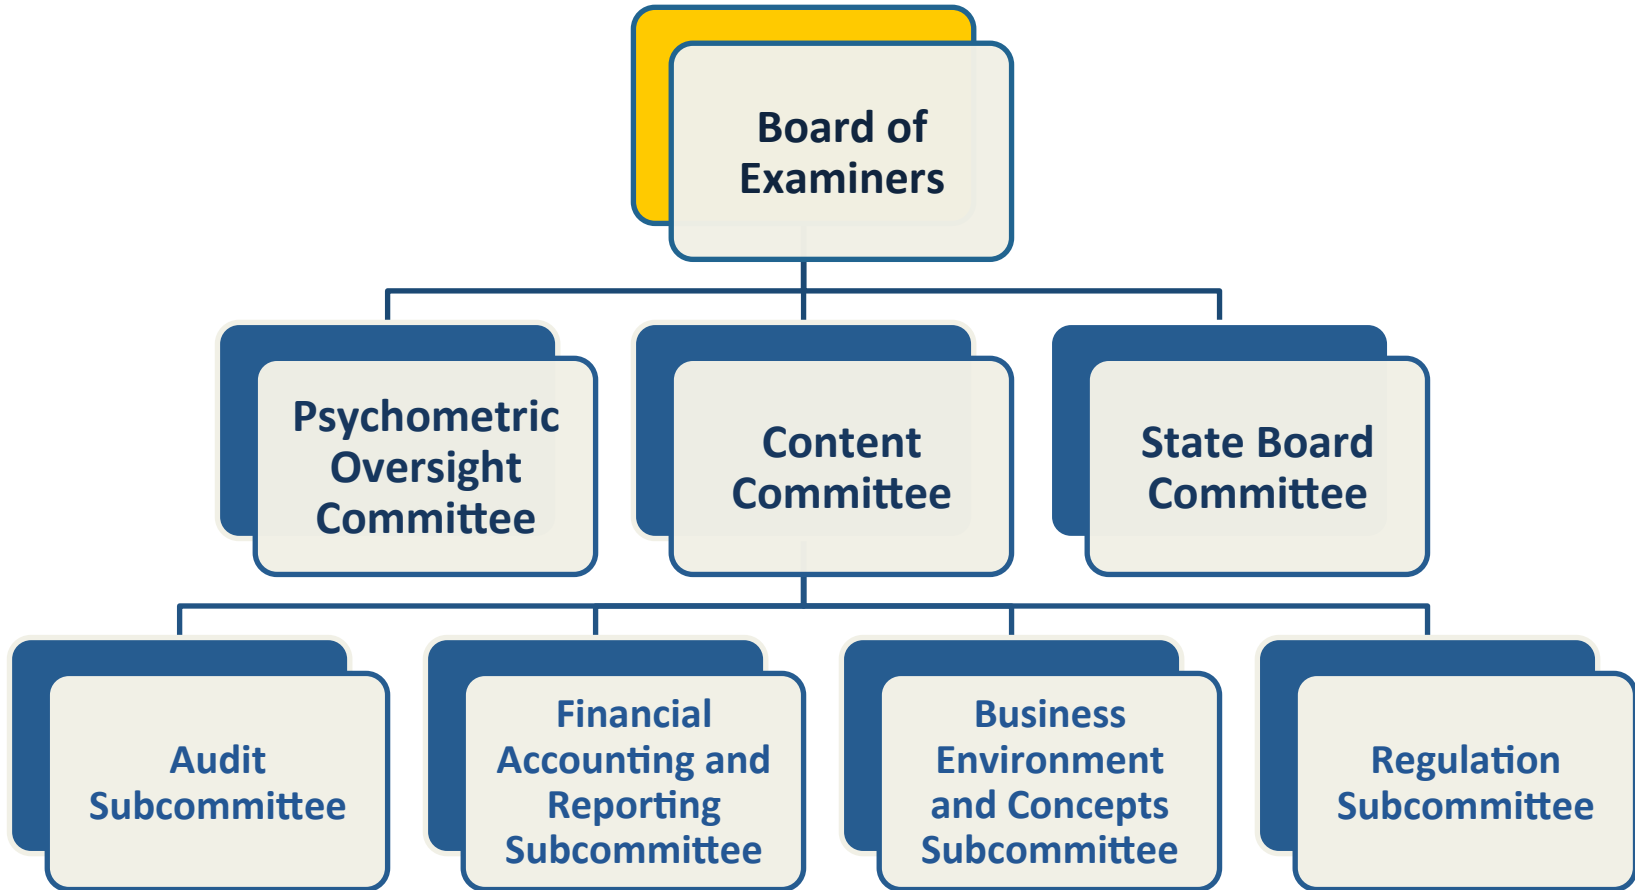 Board of
Examiners
Psychometric
Oversight
Committee
Content
Committee
State Board
Committee
Audit
Subcommittee
Financial
Accounting and
Reporting
Subcommittee
Business
Environment
and Concepts
Subcommittee
Regulation
Subcommittee